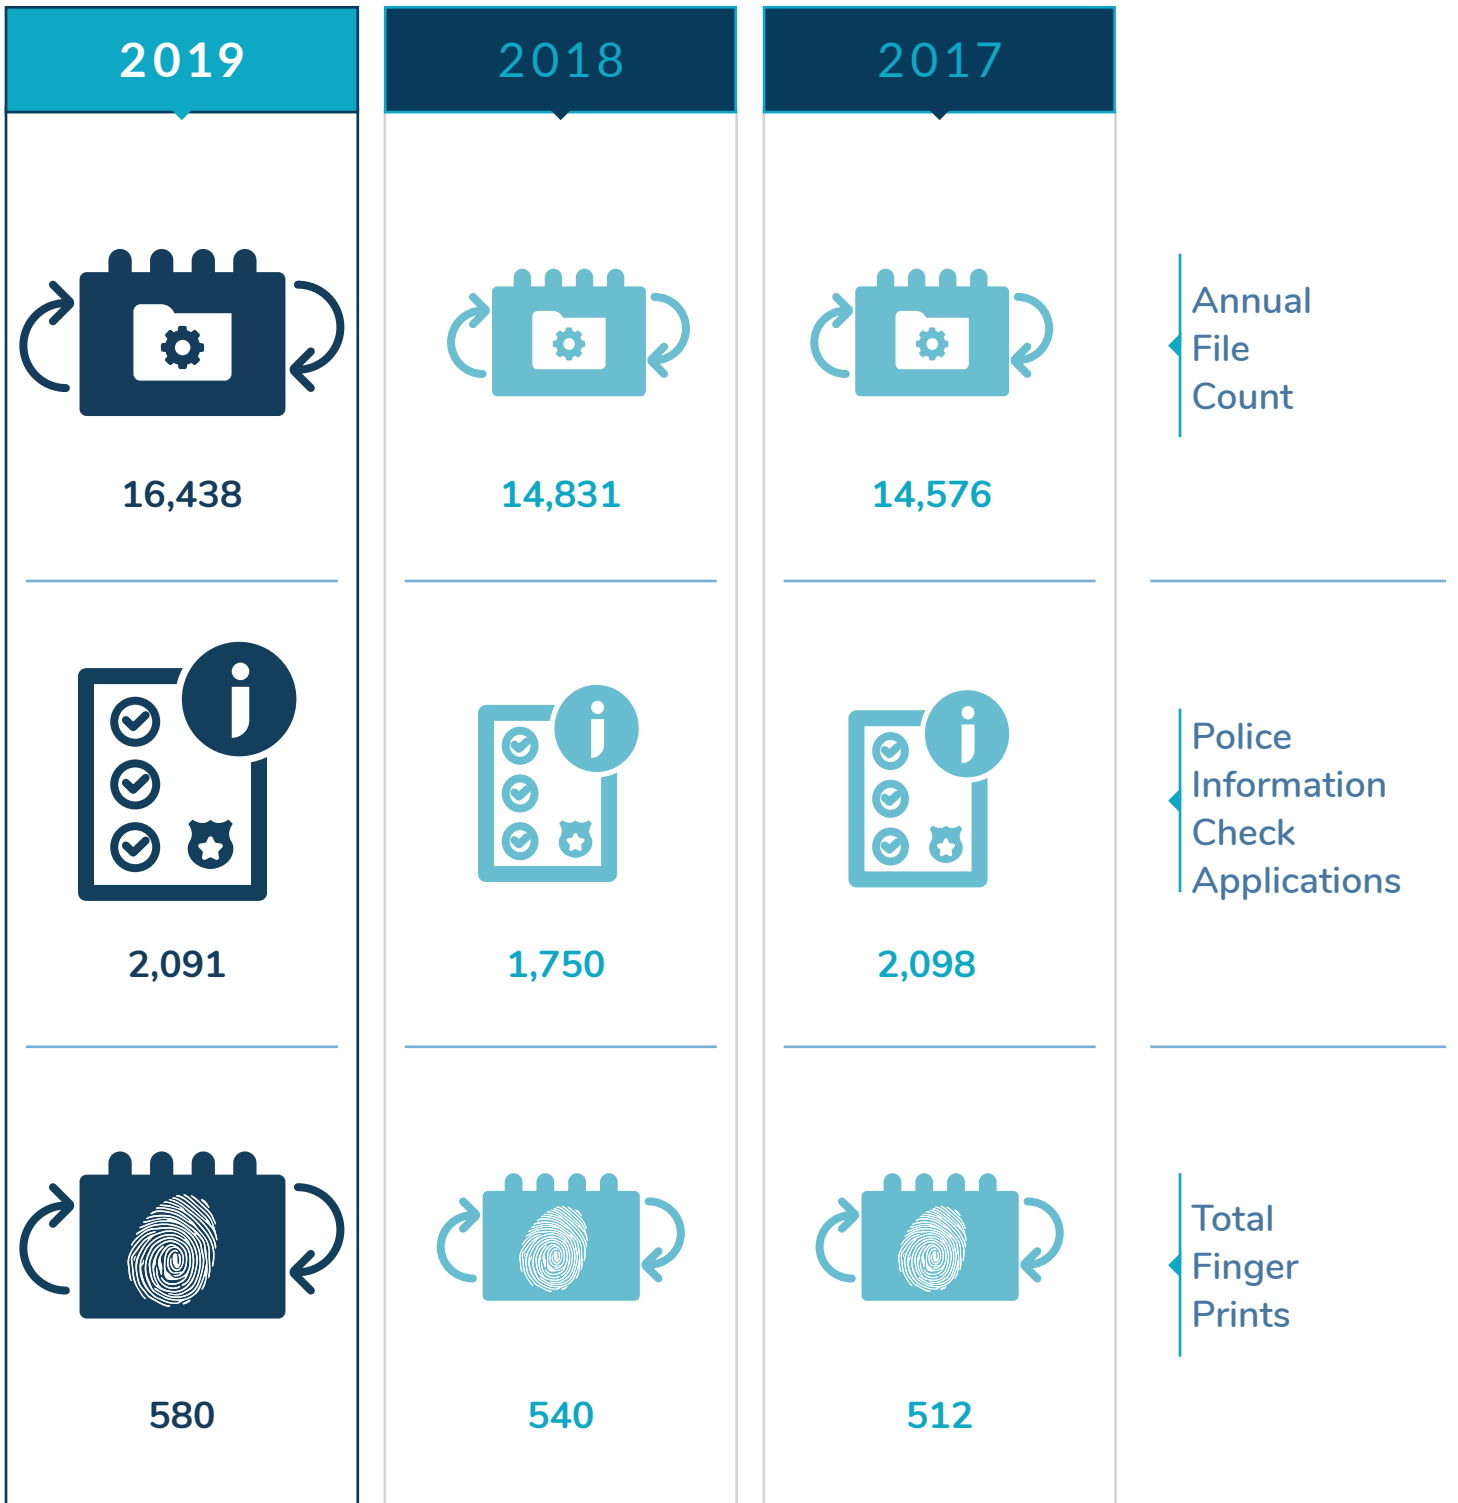 2019
2018
2017
Annual
File
Count
16,438
14,831
14,576
Police
Information
Check
Applications
2,091
1,750
2,098
Total
Finger
Prints
580
540
512